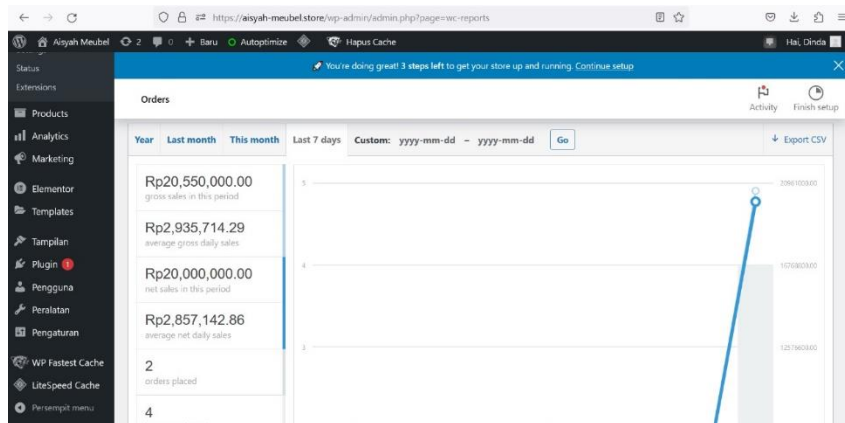 https://aisyah-meubel.store/wp-admin/admin.php?page=wc-reports
Aisyah Meubel 2 0 + Baru Autoptimize Hapus Cache Hai, Dinda
Status
Extensions
Products
Analytics
Marketing
Elementor
Templates
Tampilan
Plugin 1
Pengguna
Peralatan
Pengaturan
WP Fastest Cache
LiteSpeed Cache
Persempit menu
You're doing great! 3 steps left to get your store up and running. Continue setup
Orders
Activity Finish setup
Year Last month This month Last 7 days Custom: yyyy-mm-dd – yyyy-mm-dd Go Export CSV
Rp20,550,000.00
gross sales in this period
Rp2,935,714.29
average gross daily sales
Rp20,000,000.00
net sales in this period
Rp2,857,142.86
average net daily sales
2
orders placed
4
5
4
3